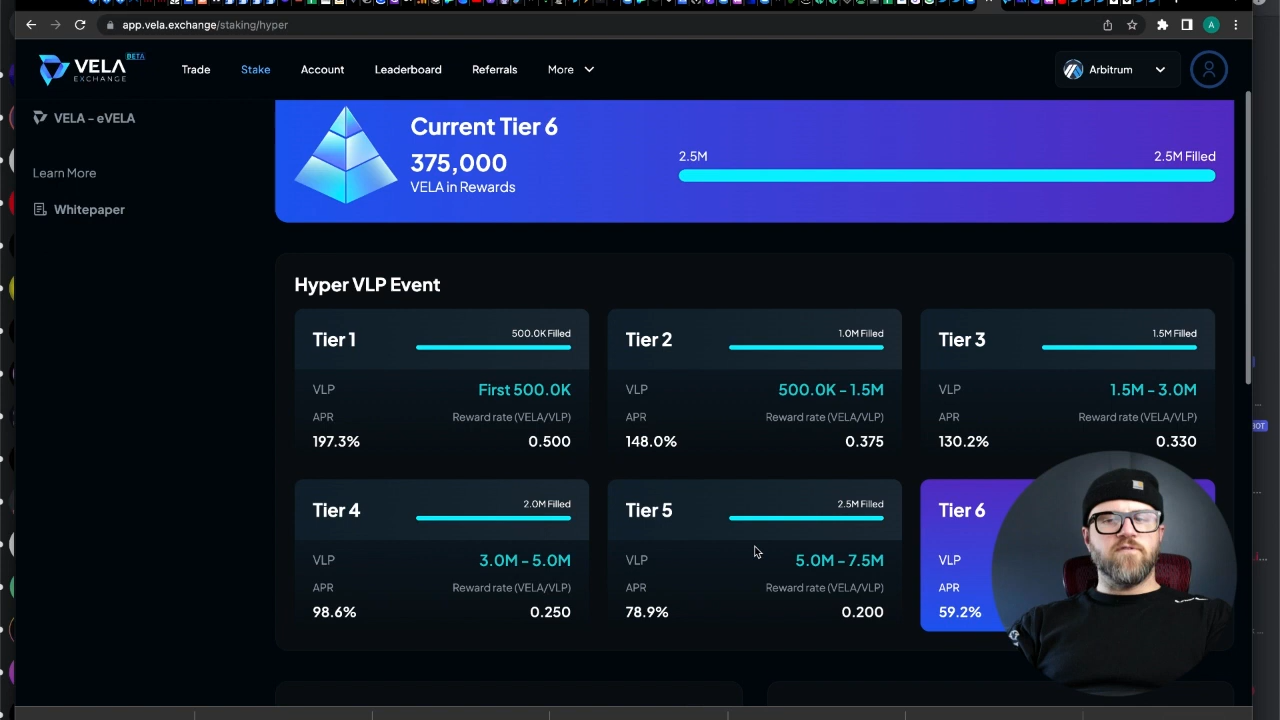 app.vela.exchange/staking/hyper
A
VELA BETA
EXCHANGE
Trade
Stake
Account
Leaderboard
Referrals
More
Arbitrum
VELA - eVELA
Learn More
Whitepaper
Current Tier 6
375,000
VELA in Rewards
2.5M
2.5M Filled
Hyper VLP Event
Tier 1
500.0K Filled
VLP
First 500.0K
APR
Reward rate (VELA/VLP)
197.3%
0.500
Tier 2
1.0M Filled
VLP
500.0K - 1.5M
APR
Reward rate (VELA/VLP)
148.0%
0.375
Tier 3
1.5M Filled
VLP
1.5M - 3.0M
APR
Reward rate (VELA/VLP)
130.2%
0.330
Tier 4
2.0M Filled
VLP
3.0M - 5.0M
APR
Reward rate (VELA/VLP)
98.6%
0.250
Tier 5
2.5M Filled
VLP
5.0M - 7.5M
APR
Reward rate (VELA/VLP)
78.9%
0.200
Tier 6
VLP
APR
59.2%